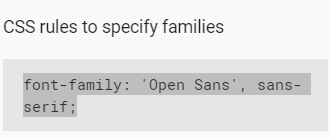 CSS rules to specify families
font-family: 'Open Sans', sans-
serif;